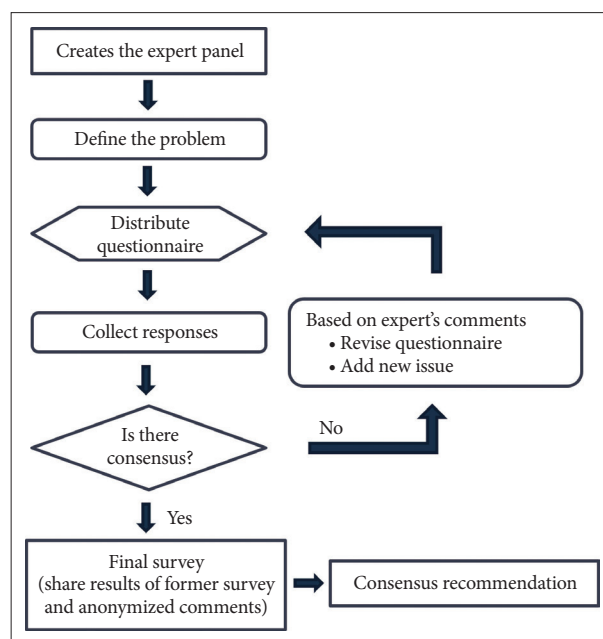 Creates the expert panel
Define the problem
Distribute
questionnaire
Collect responses
Based on expert's comments
• Revise questionnaire
• Add new issue
Is there
consensus?
No
Yes
Final survey
(share results of former survey
and anonymized comments)
Consensus recommendation